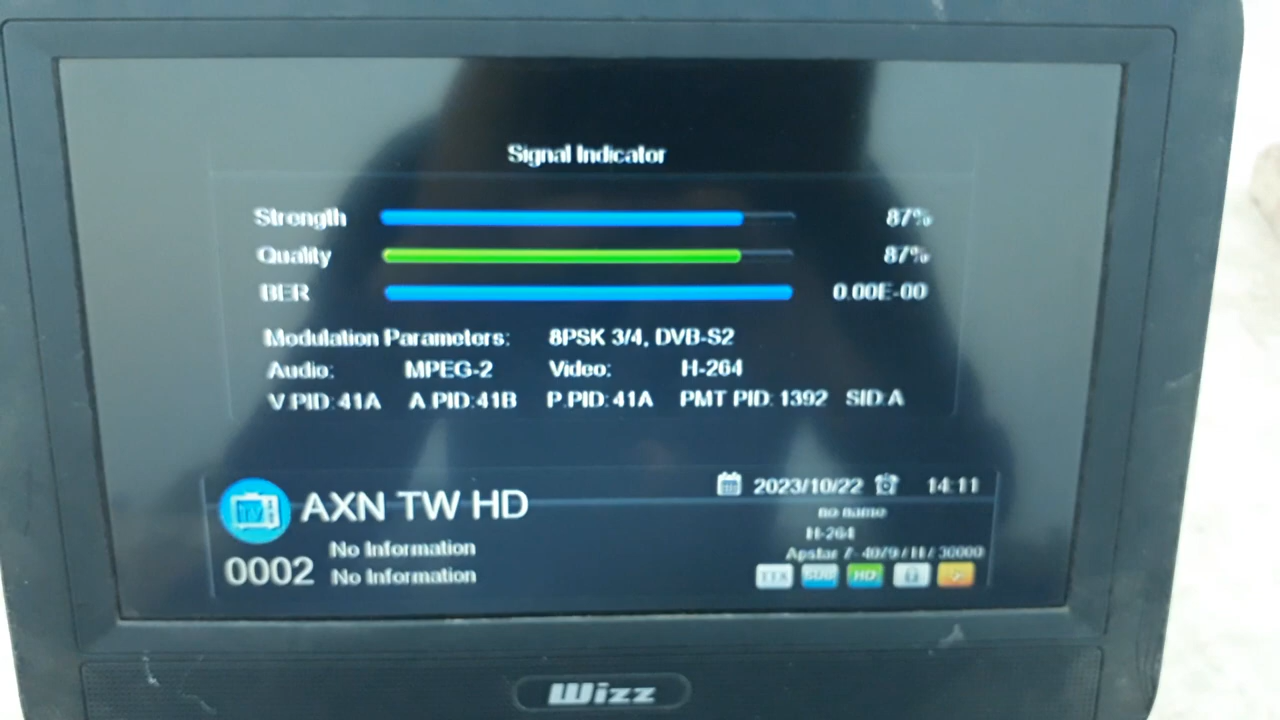 Signal Indicator
Strength 87%
Quality 87%
BER 0.00E-00
Modulation Parameters: 8PSK 3/4, DVB-S2
Audio: MPEG-2 Video: H-264
V.PID:41A A.PID:41B P.PID:41A PMT PID: 1392 SID:A
2023/10/22 14:11
TV AXN TW HD
no name
H-264
No Information
Apstar 7- 4079 / H / 30000
0002 No Information
SUB HD
Wizz